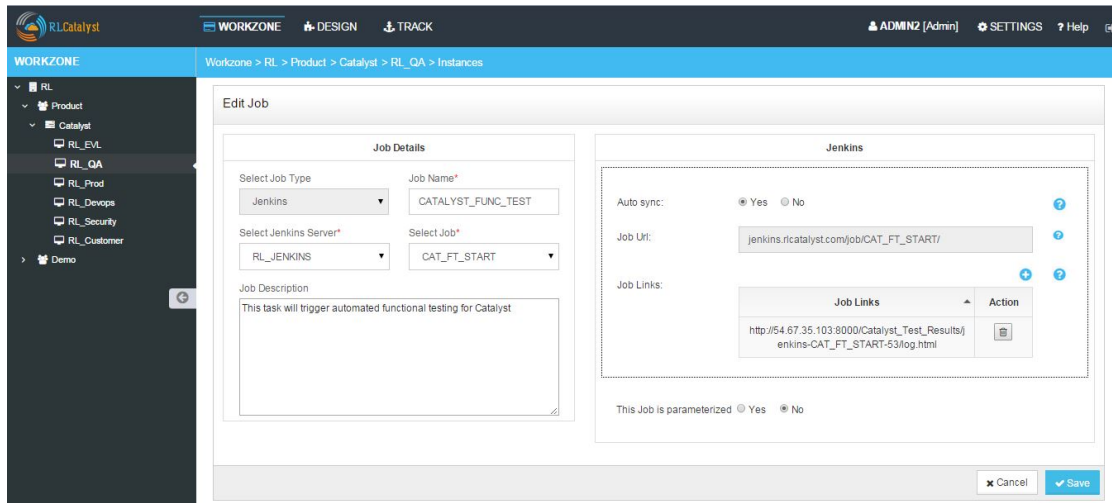 RLCatalyst
WORKZONE DESIGN TRACK
ADMIN2 [Admin] SETTINGS ? Help
WORKZONE
Workzone > RL > Product > Catalyst > RL_QA > Instances
RL
Product
Catalyst
RL_EVL
RL_QA
RL_Prod
RL_Devops
RL_Security
RL_Customer
Demo
Edit Job
Job Details
Select Job Type Job Name*
Jenkins CATALYST_FUNC_TEST
Select Jenkins Server* Select Job*
RL_JENKINS CAT_FT_START
Job Description
This task will trigger automated functional testing for Catalyst
Jenkins
Auto sync: Yes No
Job Url: jenkins.rlcatalyst.com/job/CAT_FT_START/
Job Links:
Job Links Action
http://54.67.35.103:8000/Catalyst_Test_Results/j
enkins-CAT_FT_START-53/log.html
This Job is parameterized Yes No
Cancel Save